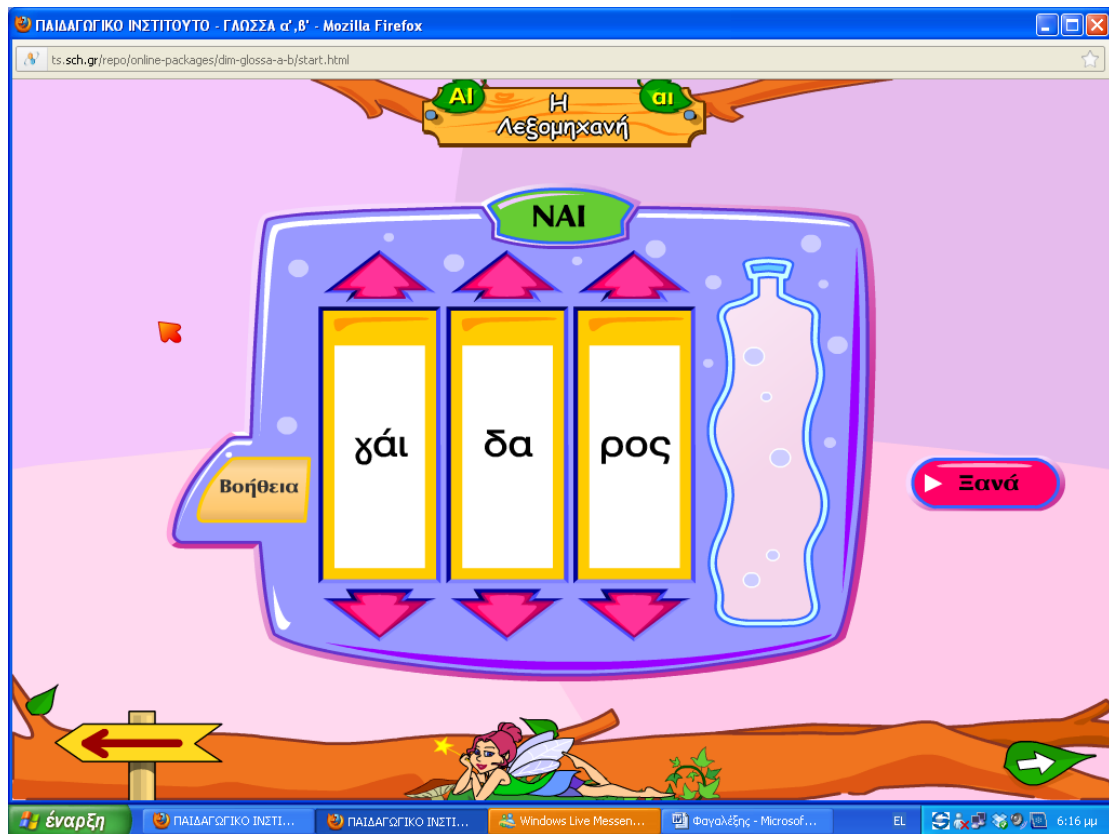 ΠΑΙΔΑΓΩΓΙΚΟ ΙΝΣΤΙΤΟΥΤΟ - ΓΛΩΣΣΑ α',β' - Mozilla Firefox
ts.sch.gr/repo/online-packages/dim-glossa-a-b/start.html
ΑΙ
Η
αι
Λεξομηχανή
ΝΑΙ
γάι
δα
ρος
Βοήθεια
Ξανά
έναρξη
ΠΑΙΔΑΓΩΓΙΚΟ ΙΝΣΤΙ...
ΠΑΙΔΑΓΩΓΙΚΟ ΙΝΣΤΙ...
Windows Live Messen...
Φαγαλέξης - Microsof...
EL
6:16 μμ